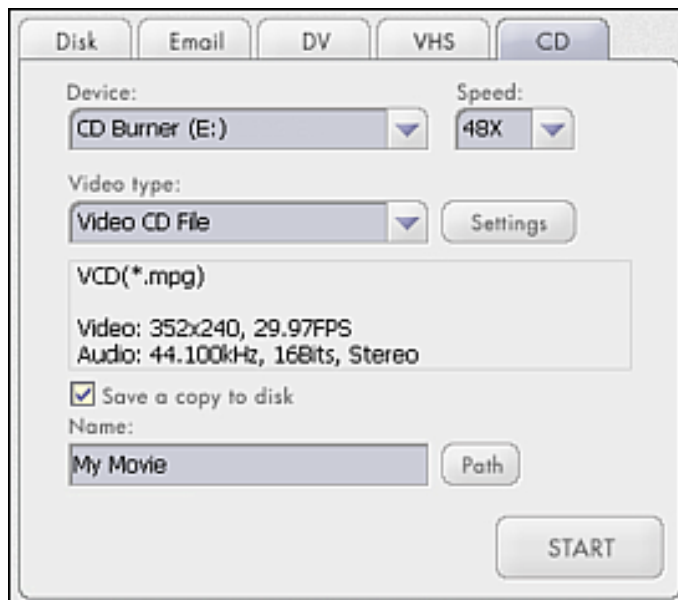 Disk Email DV VHS CD
Device: Speed:
CD Burner (E:) 48X
Video type:
Video CD File Settings
VCD(*.mpg)
Video: 352x240, 29.97FPS
Audio: 44.100kHz, 16Bits, Stereo
Save a copy to disk
Name:
My Movie Path
START